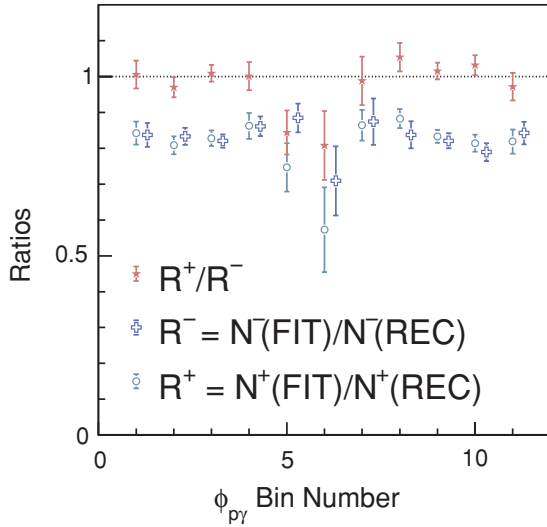 Ratios
1
0.5
0
R⁺/R⁻
R⁻ = N⁻(FIT)/N⁻(REC)
R⁺ = N⁺(FIT)/N⁺(REC)
0 5 10
ϕpγ Bin Number